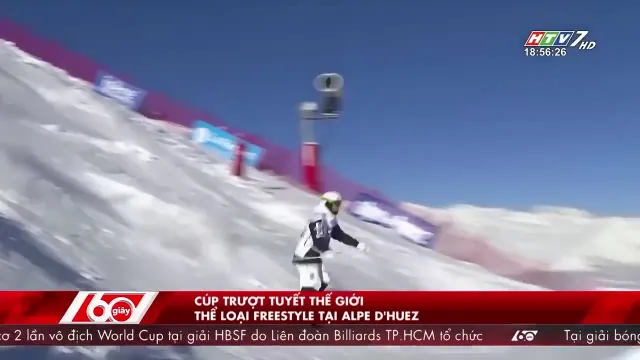 HTV7 HD
18:56:26
60 giây
CÚP TRƯỢT TUYẾT THẾ GIỚI
THỂ LOẠI FREESTYLE TẠI ALPE D'HUEZ
cơ 2 lần vô địch World Cup tại giải HBSF do Liên đoàn Billiards TP.HCM tổ chức 60 Tại giải bóng